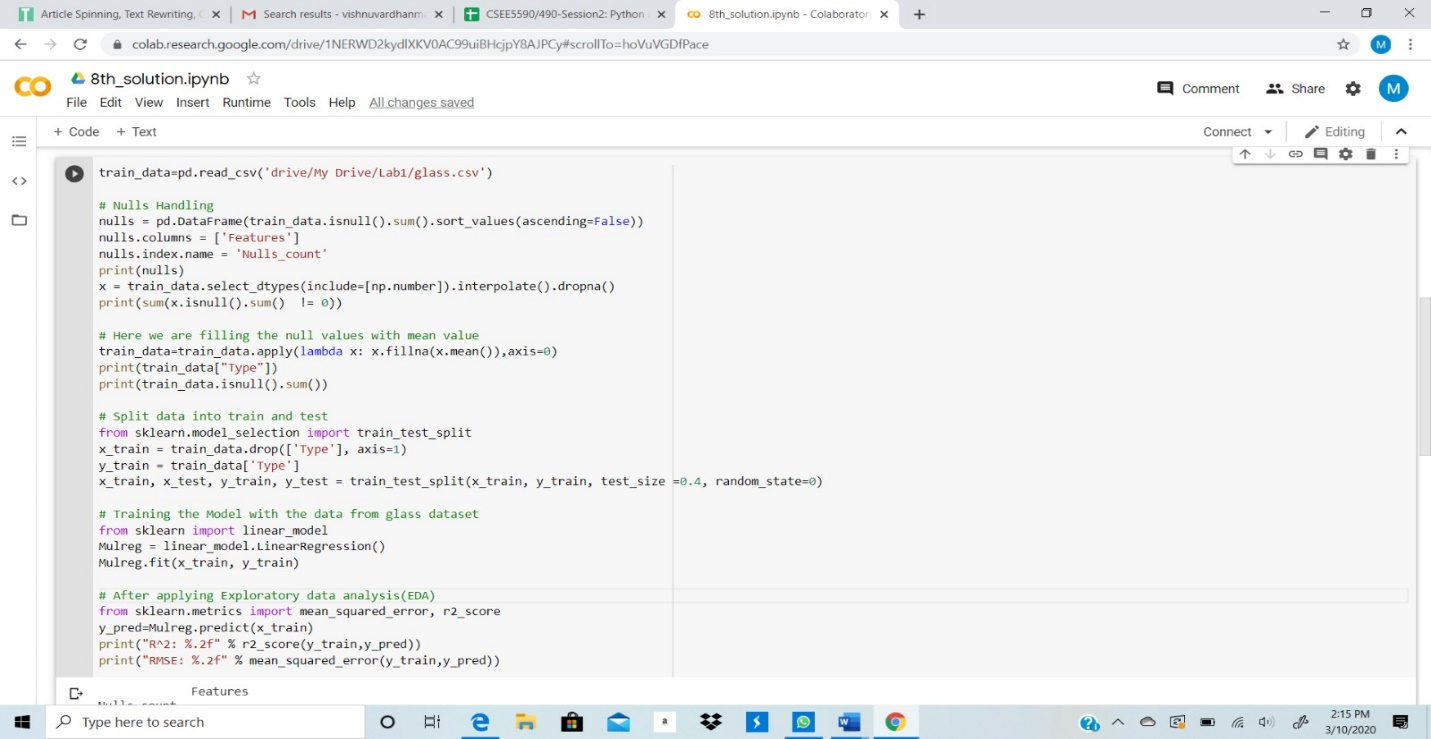 Article Spinning, Text Rewriting, C
Search results - vishnuvardhanm
CSEE5590/490-Session2: Python
8th_solution.ipynb - Colaborator
colab.research.google.com/drive/1NERWD2kydlXKV0AC99uiBHcjpY8AJPCy#scrollTo=hoVuVGDfPace
M
8th_solution.ipynb
Comment
Share
M
File Edit View Insert Runtime Tools Help All changes saved
+ Code + Text
Connect
Editing
train_data=pd.read_csv('drive/My Drive/Lab1/glass.csv')
# Nulls Handling
nulls = pd.DataFrame(train_data.isnull().sum().sort_values(ascending=False))
nulls.columns = ['Features']
nulls.index.name = 'Nulls_count'
print(nulls)
x = train_data.select_dtypes(include=[np.number]).interpolate().dropna()
print(sum(x.isnull().sum() != 0))
# Here we are filling the null values with mean value
train_data=train_data.apply(lambda x: x.fillna(x.mean()),axis=0)
print(train_data["Type"])
print(train_data.isnull().sum())
# Split data into train and test
from sklearn.model_selection import train_test_split
x_train = train_data.drop(['Type'], axis=1)
y_train = train_data['Type']
x_train, x_test, y_train, y_test = train_test_split(x_train, y_train, test_size =0.4, random_state=0)
# Training the Model with the data from glass dataset
from sklearn import linear_model
Mulreg = linear_model.LinearRegression()
Mulreg.fit(x_train, y_train)
# After applying Exploratory data analysis(EDA)
from sklearn.metrics import mean_squared_error, r2_score
y_pred=Mulreg.predict(x_train)
print("R^2: %.2f" % r2_score(y_train,y_pred))
print("RMSE: %.2f" % mean_squared_error(y_train,y_pred))
Features
Type here to search
2:15 PM
3/10/2020